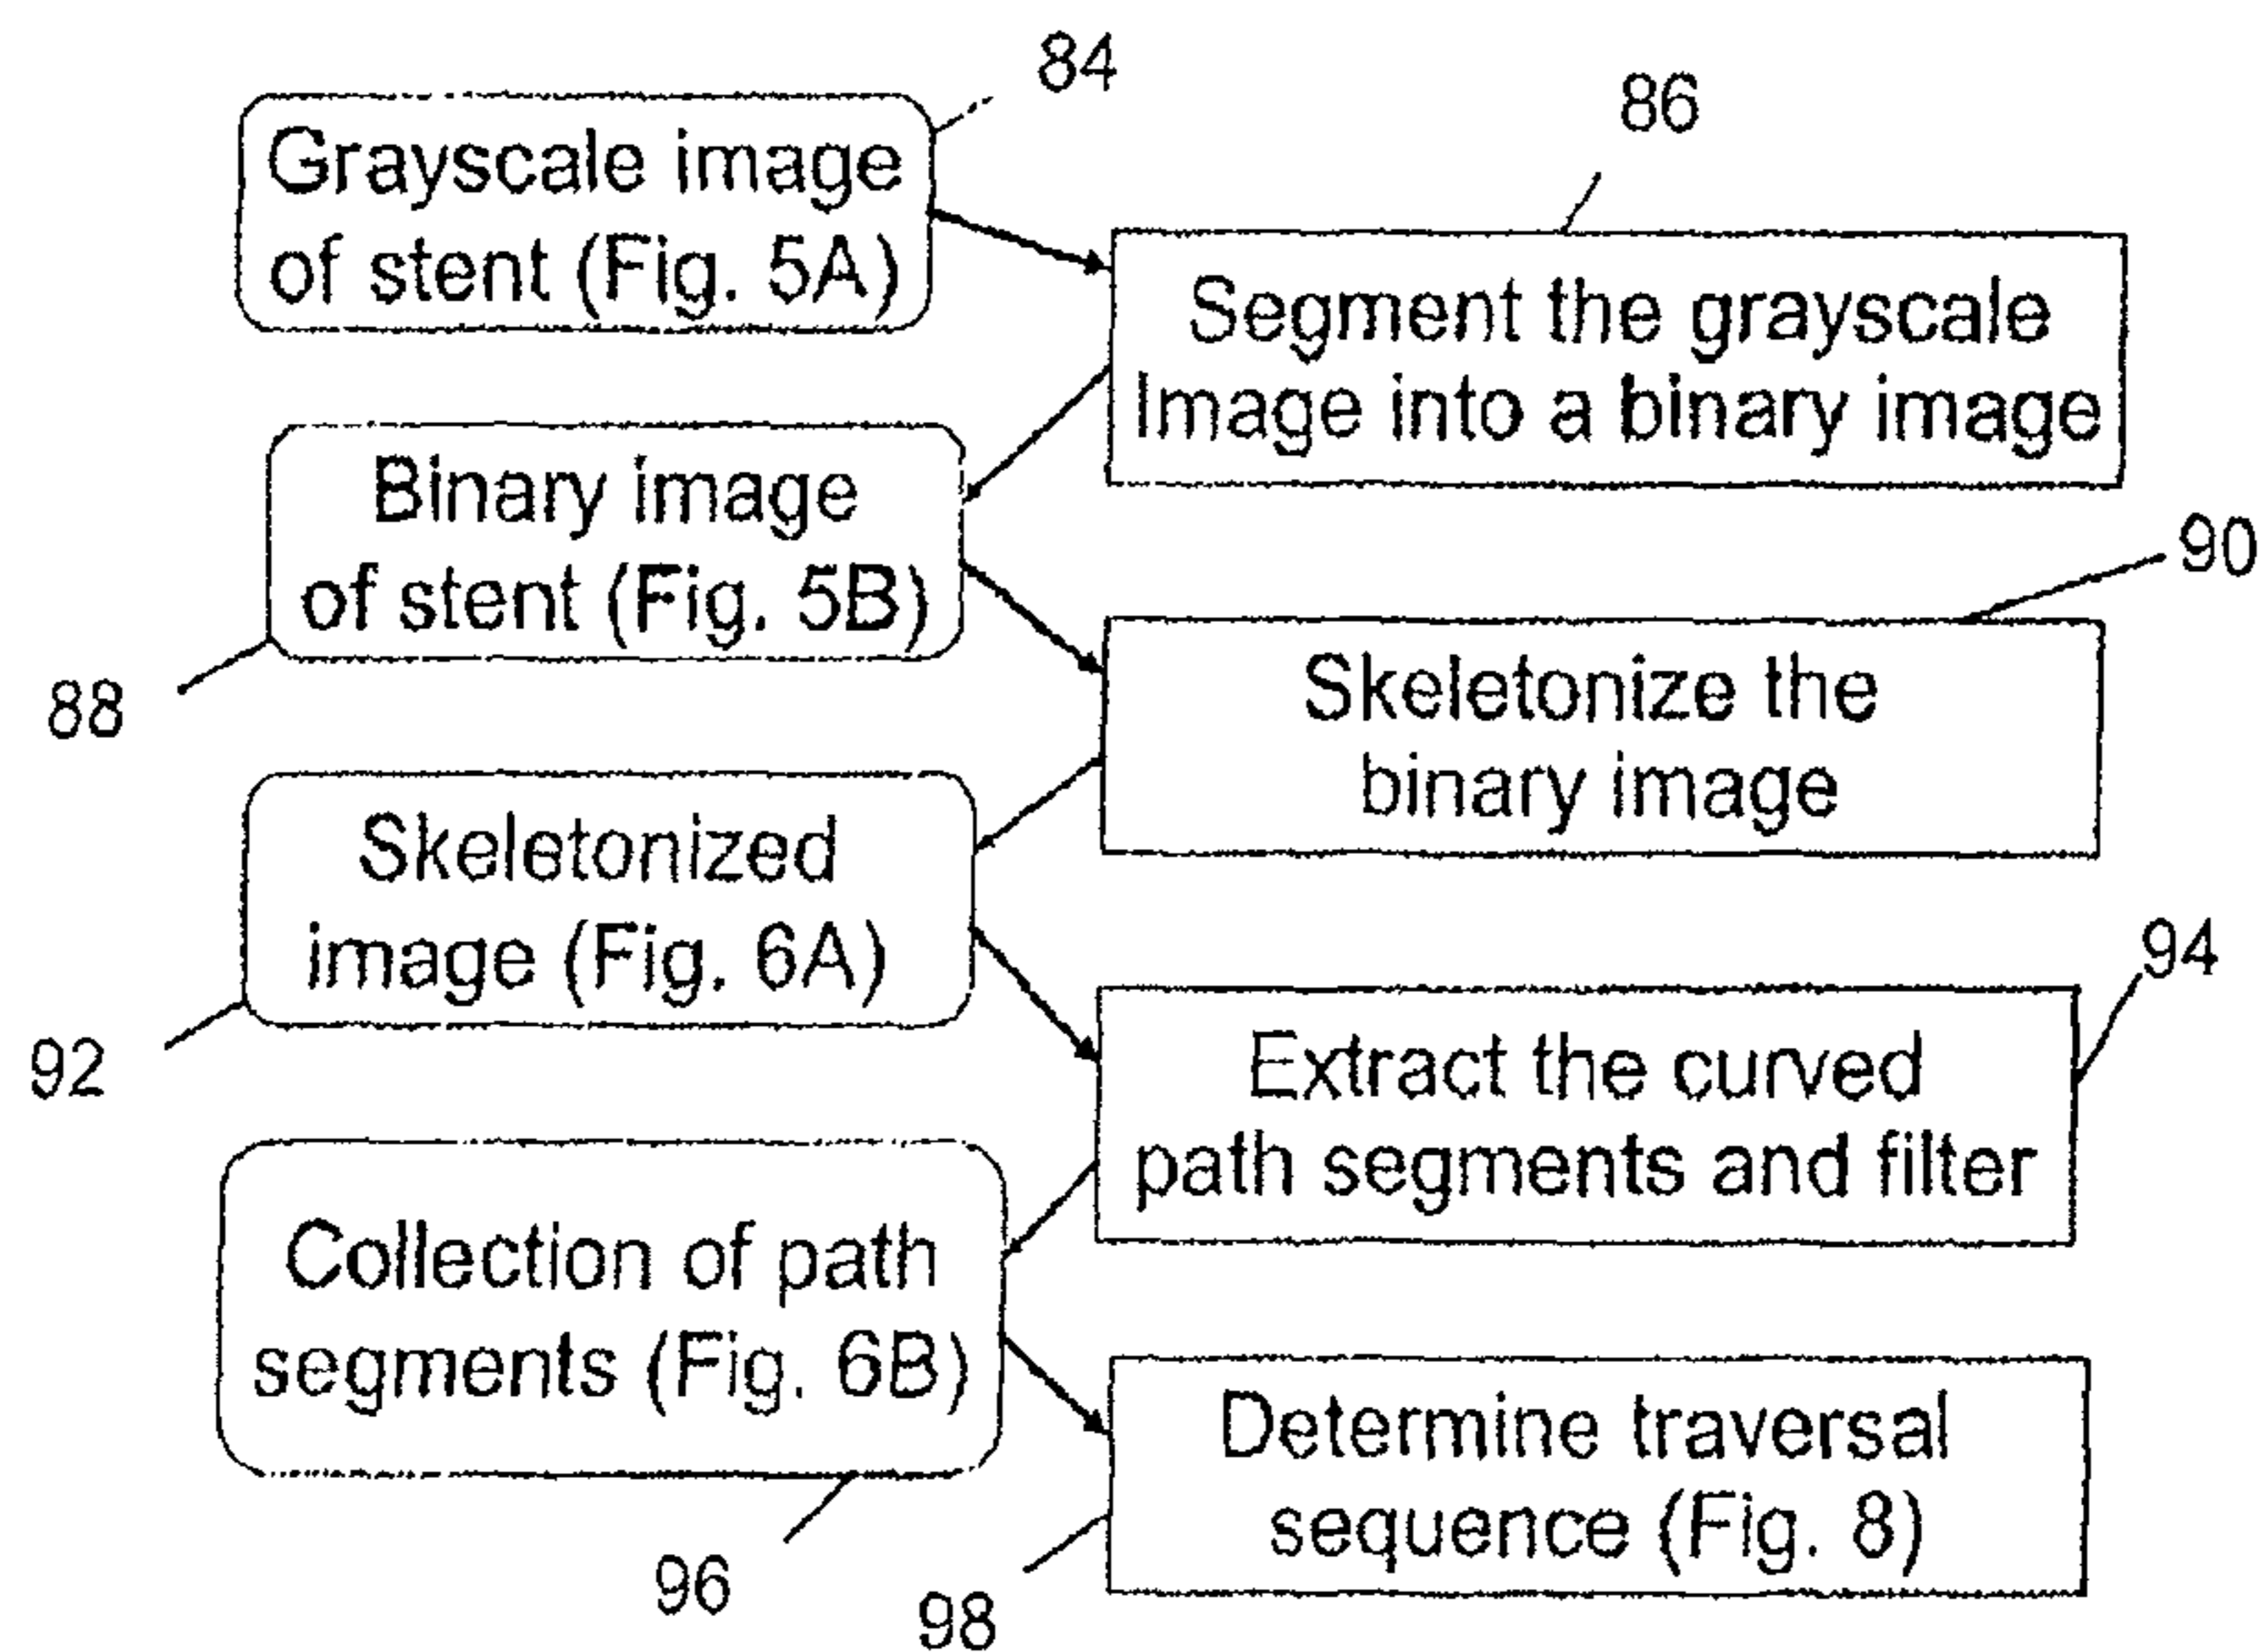 84
Grayscale image
of stent (Fig. 5A)
86
Segment the grayscale
Image into a binary image
Binary image
of stent (Fig. 5B)
88
90
Skeletonize the
binary image
Skeletonized
image (Fig. 6A)
92
94
Extract the curved
path segments and filter
Collection of path
segments (Fig. 6B)
96
Determine traversal
sequence (Fig. 8)
98